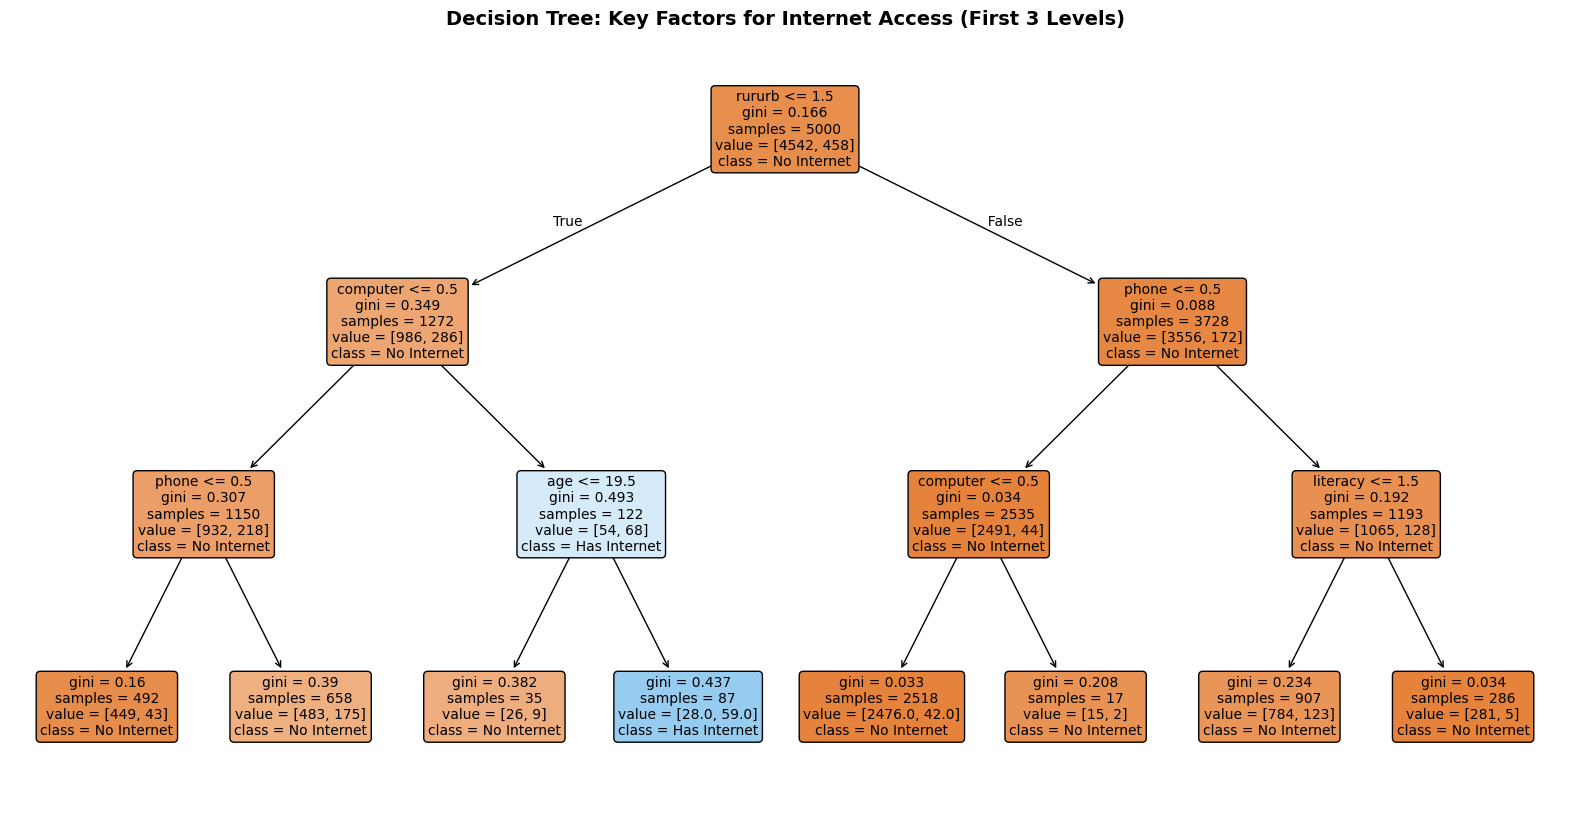 Decision Tree: Key Factors for Internet Access (First 3 Levels)
rururb <= 1.5
gini = 0.166
samples = 5000
value = [4542, 458]
class = No Internet
True
False
computer <= 0.5
gini = 0.349
samples = 1272
value = [986, 286]
class = No Internet
phone <= 0.5
gini = 0.088
samples = 3728
value = [3556, 172]
class = No Internet
phone <= 0.5
gini = 0.307
samples = 1150
value = [932, 218]
class = No Internet
age <= 19.5
gini = 0.493
samples = 122
value = [54, 68]
class = Has Internet
computer <= 0.5
gini = 0.034
samples = 2535
value = [2491, 44]
class = No Internet
literacy <= 1.5
gini = 0.192
samples = 1193
value = [1065, 128]
class = No Internet
gini = 0.16
samples = 492
value = [449, 43]
class = No Internet
gini = 0.39
samples = 658
value = [483, 175]
class = No Internet
gini = 0.382
samples = 35
value = [26, 9]
class = No Internet
gini = 0.437
samples = 87
value = [28.0, 59.0]
class = Has Internet
gini = 0.033
samples = 2518
value = [2476.0, 42.0]
class = No Internet
gini = 0.208
samples = 17
value = [15, 2]
class = No Internet
gini = 0.234
samples = 907
value = [784, 123]
class = No Internet
gini = 0.034
samples = 286
value = [281, 5]
class = No Internet